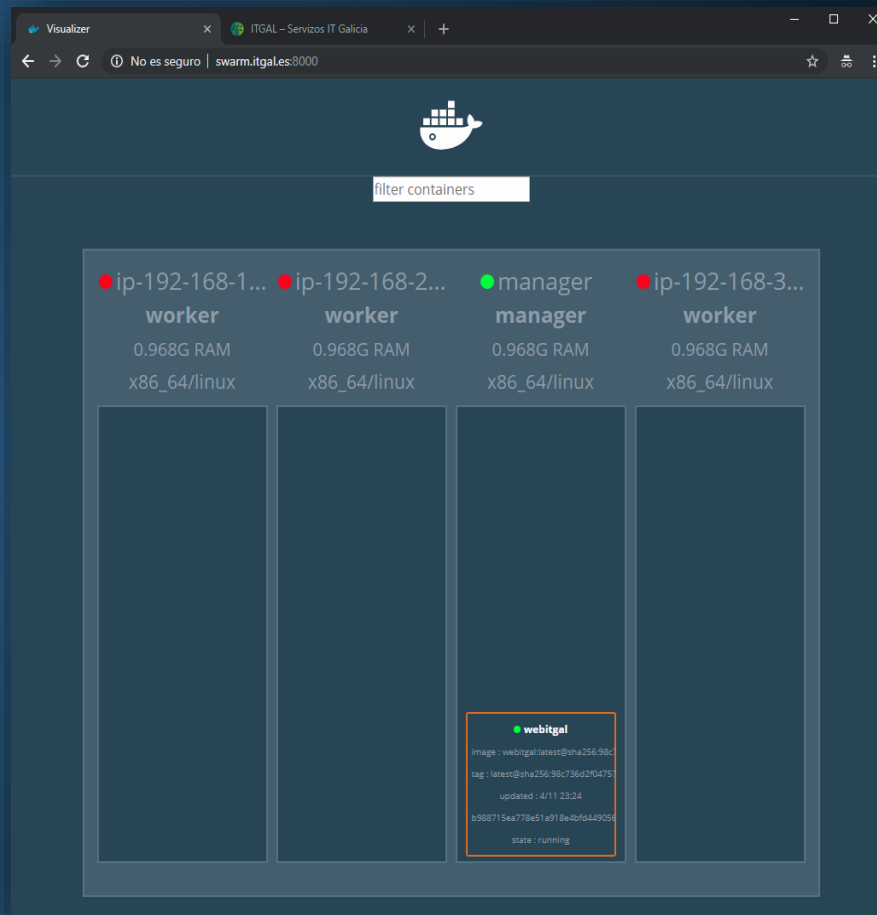 Visualizer
ITGAL – Servizos IT Galicia
No es seguro | swarm.itgal.es:8000
filter containers
ip-192-168-1...
worker
0.968G RAM
x86_64/linux
ip-192-168-2...
worker
0.968G RAM
x86_64/linux
manager
manager
0.968G RAM
x86_64/linux
ip-192-168-3...
worker
0.968G RAM
x86_64/linux
webitgal
image : webitgal:latest@sha256:98c7
tag : latest@sha256:98c736d2f04757
updated : 4/11 23:24
b988715ea778e51a918e4bfd449056
state : running